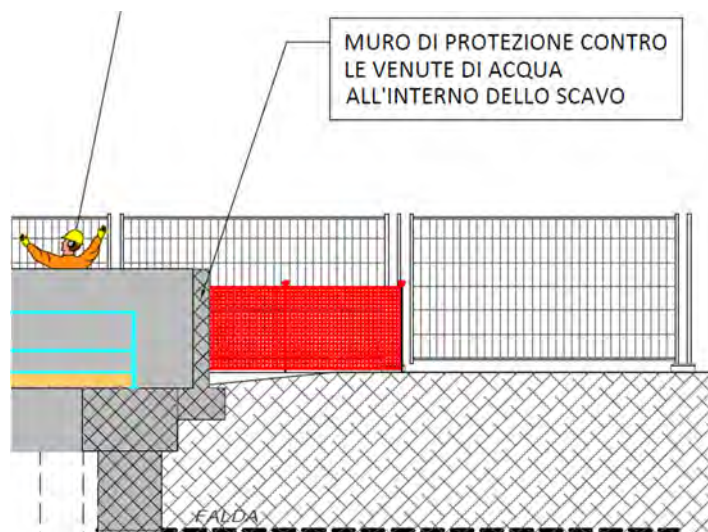 MURO DI PROTEZIONE CONTRO
LE VENUTE DI ACQUA
ALL'INTERNO DELLO SCAVO
FALDA